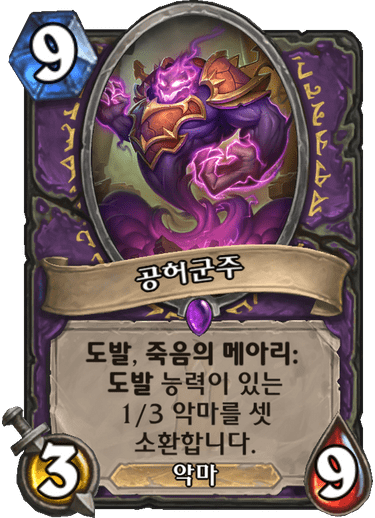 9
공허군주
도발, 죽음의 메아리:
도발 능력이 있는
1/3 악마를 셋
소환합니다.
악마
3
9